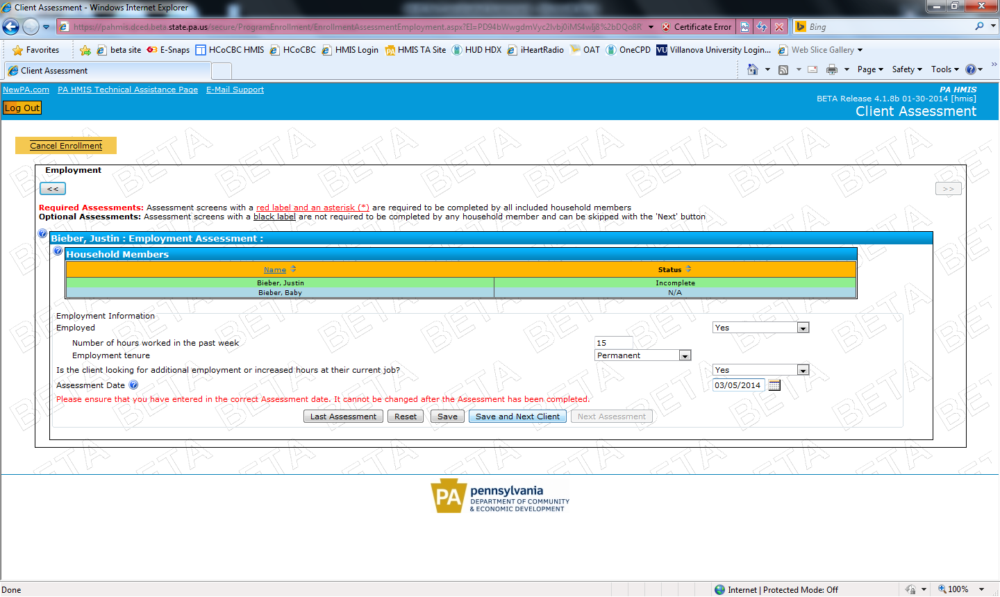 Client Assessment - Windows Internet Explorer
https://pahmis.dced.beta.state.pa.us/secure/ProgramEnrollment/EnrollmentAssessmentEmployment.aspx?EI=
Certificate Error
Bing
Favorites
beta site
E-Snaps
HCoCBC HMIS
HCoCBC
HMIS Login
HMIS TA Site
HUD HDX
iHeartRadio
OAT
OneCPD
VU
Villanova University Login...
Web Slice Gallery
Client Assessment
Page
Safety
Tools
NewPA.com
PA HMIS Technical Assistance Page
E-Mail Support
PA HMIS
BETA Release 4.1.8b 01-30-2014 [hmis]
Log Out
Client Assessment
Cancel Enrollment
Employment
<<
>>
Required Assessments: Assessment screens with a red label and an asterisk (*) are required to be completed by all included household members
Optional Assessments: Assessment screens with a black label are not required to be completed by any household member and can be skipped with the 'Next' button
Bieber, Justin : Employment Assessment :
Household Members
Name
Status
Bieber, Justin
Incomplete
Bieber, Baby
N/A
Employment Information
Employed
Yes
Number of hours worked in the past week
15
Employment tenure
Permanent
Is the client looking for additional employment or increased hours at their current job?
Yes
Assessment Date
03/05/2014
Please ensure that you have entered in the correct Assessment date. It cannot be changed after the Assessment has been completed.
Last Assessment
Reset
Save
Save and Next Client
Next Assessment
BETA
PA
pennsylvania
DEPARTMENT OF COMMUNITY
& ECONOMIC DEVELOPMENT
Done
Internet | Protected Mode: Off
100%